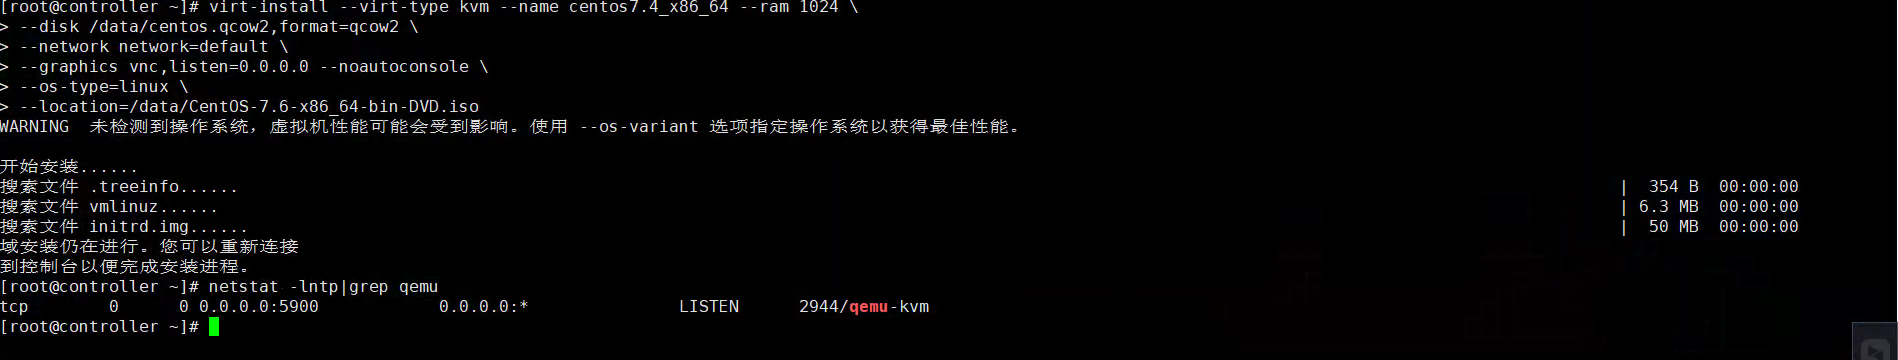 [root@controller ~]# virt-install --virt-type kvm --name centos7.4_x86_64 --ram 1024 \
> --disk /data/centos.qcow2,format=qcow2 \
> --network network=default \
> --graphics vnc,listen=0.0.0.0 --noautoconsole \
> --os-type=linux \
> --location=/data/CentOS-7.6-x86_64-bin-DVD.iso
WARNING  未检测到操作系统，虚拟机性能可能会受到影响。使用 --os-variant 选项指定操作系统以获得最佳性能。
开始安装......
搜索文件 .treeinfo...... | 354 B 00:00:00
搜索文件 vmlinuz...... | 6.3 MB 00:00:00
搜索文件 initrd.img...... | 50 MB 00:00:00
域安装仍在进行。您可以重新连接
到控制台以便完成安装进程。
[root@controller ~]# netstat -lntp|grep qemu
tcp 0 0 0.0.0.0:5900 0.0.0.0:* LISTEN 2944/qemu-kvm
[root@controller ~]#